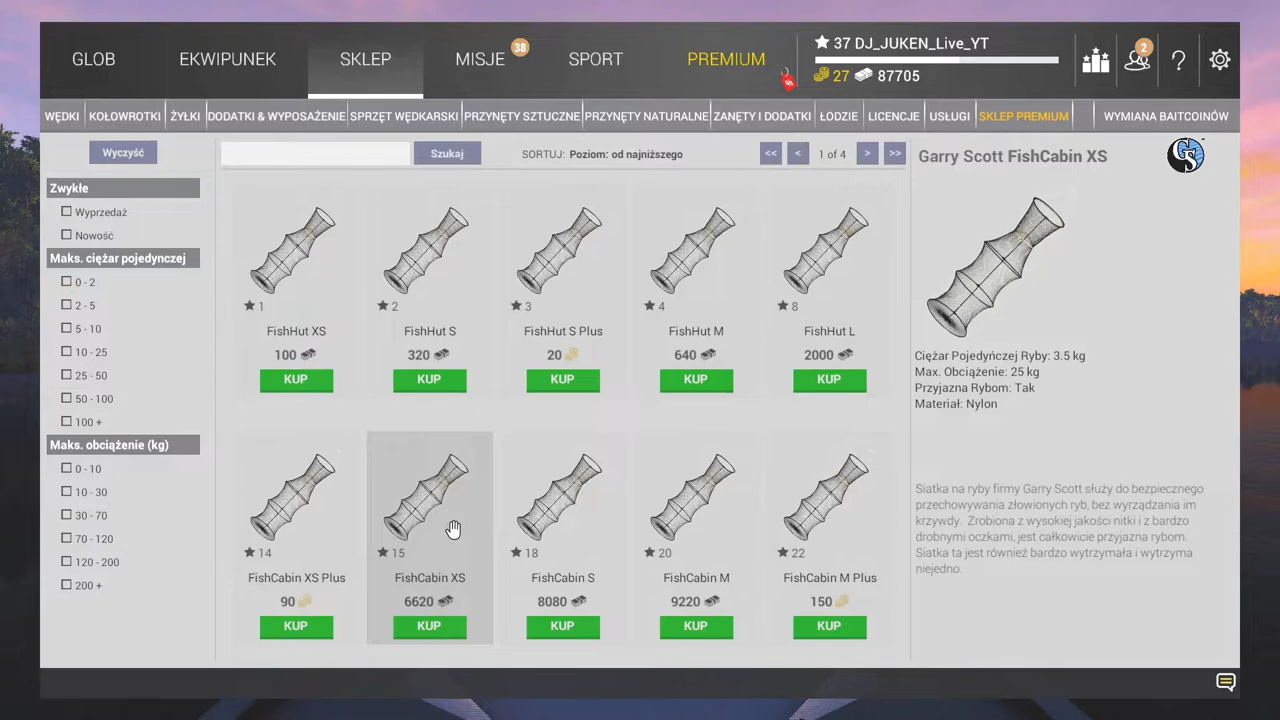 GLOB
EKWIPUNEK
SKLEP
MISJE
38
SPORT
PREMIUM
%
37 DJ_JUKEN_Live_YT
27 87705
2
?
WĘDKI
KOŁOWROTKI
ŻYŁKI
DODATKI & WYPOSAŻENIE
SPRZĘT WĘDKARSKI
PRZYNĘTY SZTUCZNE
PRZYNĘTY NATURALNE
ZANĘTY I DODATKI
ŁODZIE
LICENCJE
USŁUGI
SKLEP PREMIUM
WYMIANA BAITCOINÓW
Wyczyść
Szukaj
SORTUJ: Poziom: od najniższego
<< < 1 of 4 > >>
Zwykłe
Wyprzedaż
Nowość
Maks. ciężar pojedynczej
0 - 2
2 - 5
5 - 10
10 - 25
25 - 50
50 - 100
100 +
Maks. obciążenie (kg)
0 - 10
10 - 30
30 - 70
70 - 120
120 - 200
200 +
1
FishHut XS
100
KUP
2
FishHut S
320
KUP
3
FishHut S Plus
20
KUP
4
FishHut M
640
KUP
8
FishHut L
2000
KUP
14
FishCabin XS Plus
90
KUP
15
FishCabin XS
6620
KUP
18
FishCabin S
8080
KUP
20
FishCabin M
9220
KUP
22
FishCabin M Plus
150
KUP
Garry Scott FishCabin XS
GS
Ciężar Pojedyńczej Ryby: 3.5 kg
Max. Obciążenie: 25 kg
Przyjazna Rybom: Tak
Materiał: Nylon
Siatka na ryby firmy Garry Scott służy do bezpiecznego
przechowywania złowionych ryb, bez wyrządzania im
krzywdy. Zrobiona z wysokiej jakości nitki i z bardzo
drobnymi oczkami, jest całkowicie przyjazna rybom.
Siatka ta jest również bardzo wytrzymała i wytrzyma
niejedno.